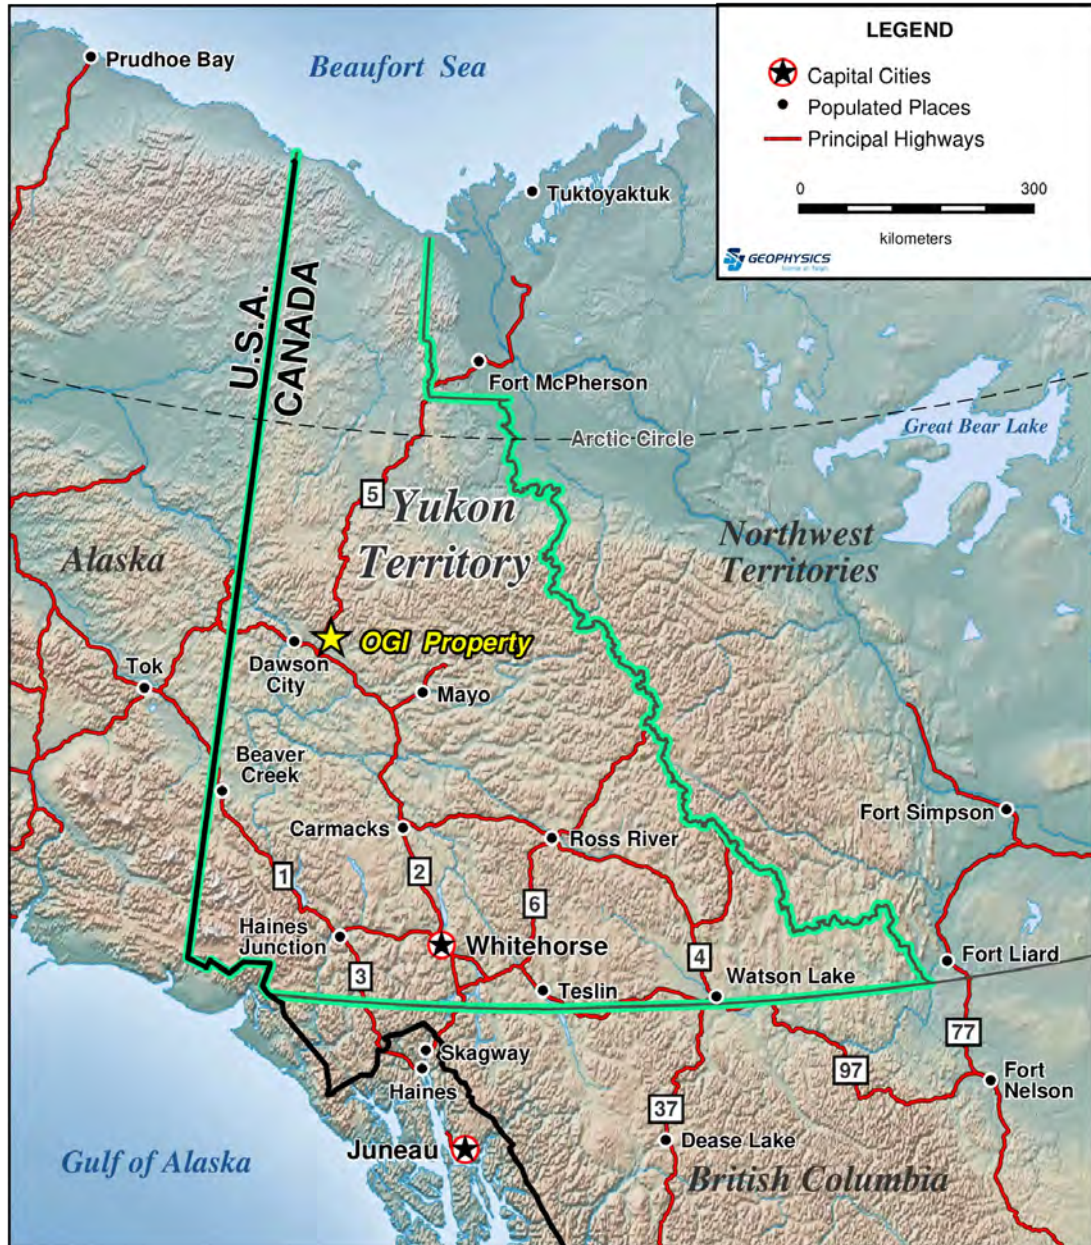 Prudhoe Bay
Beaufort Sea
LEGEND
Capital Cities
Populated Places
Principal Highways
0 300
kilometers
GEOPHYSICS
Tuktoyaktuk
U.S.A.
CANADA
Fort McPherson
Arctic Circle
Great Bear Lake
5
Yukon
Territory
Northwest
Territories
Alaska
OGI Property
Dawson
City
Tok
Mayo
Beaver
Creek
Carmacks
Ross River
Fort Simpson
1
2
6
Haines
Junction
Whitehorse
3
4
Fort Liard
Watson Lake
Teslin
77
Skagway
Haines
97
Fort
Nelson
37
Juneau
Dease Lake
Gulf of Alaska
British Columbia